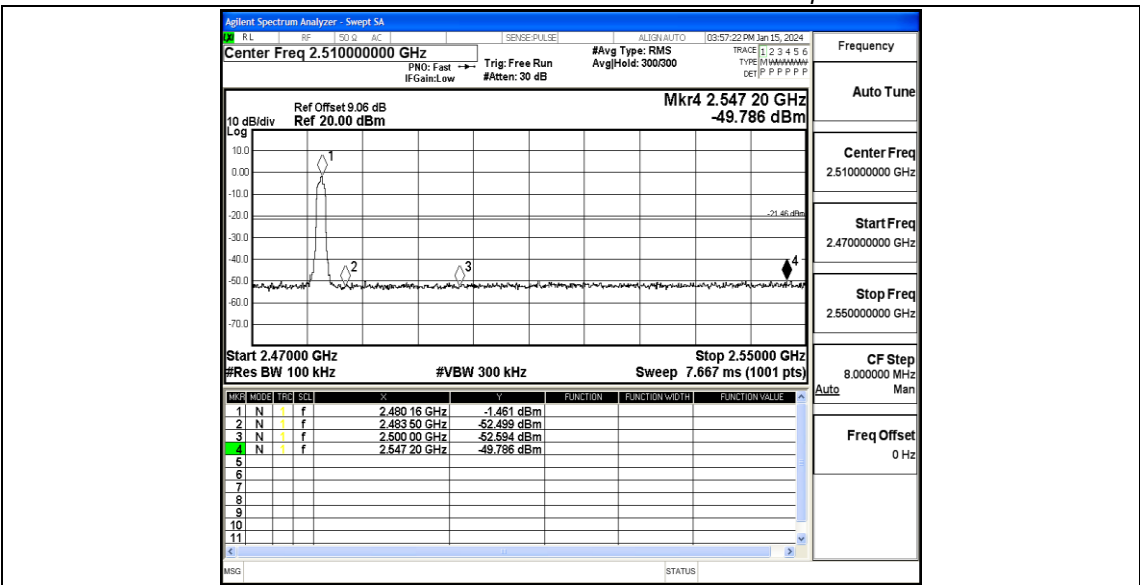 Agilent Spectrum Analyzer - Swept SA
LXI RL RF 50 Ω AC SENSE:PULSE ALIGN AUTO 03:57:22 PM Jan 15, 2024
Center Freq 2.510000000 GHz
PNO: Fast
IFGain:Low
Trig: Free Run
#Atten: 30 dB
#Avg Type: RMS
Avg|Hold: 300/300
TRACE 1 2 3 4 5 6
TYPE M WWWWW
DET P P P P P P
Mkr4 2.547 20 GHz
-49.786 dBm
Ref Offset 9.06 dB
10 dB/div Ref 20.00 dBm
Log
10.0
0.00
-10.0
-20.0
-30.0
-40.0
-50.0
-60.0
-70.0
1
2
3
4
-21.46 dBm
Start 2.47000 GHz Stop 2.55000 GHz
#Res BW 100 kHz #VBW 300 kHz Sweep 7.667 ms (1001 pts)
MKR MODE TRC SCL X Y FUNCTION FUNCTION WIDTH FUNCTION VALUE
1 N 1 f 2.480 16 GHz -1.461 dBm
2 N 1 f 2.483 50 GHz -52.499 dBm
3 N 1 f 2.500 00 GHz -52.594 dBm
4 N 1 f 2.547 20 GHz -49.786 dBm
5
6
7
8
9
10
11
MSG STATUS
Frequency
Auto Tune
Center Freq
2.510000000 GHz
Start Freq
2.470000000 GHz
Stop Freq
2.550000000 GHz
CF Step
8.000000 MHz
Auto Man
Freq Offset
0 Hz